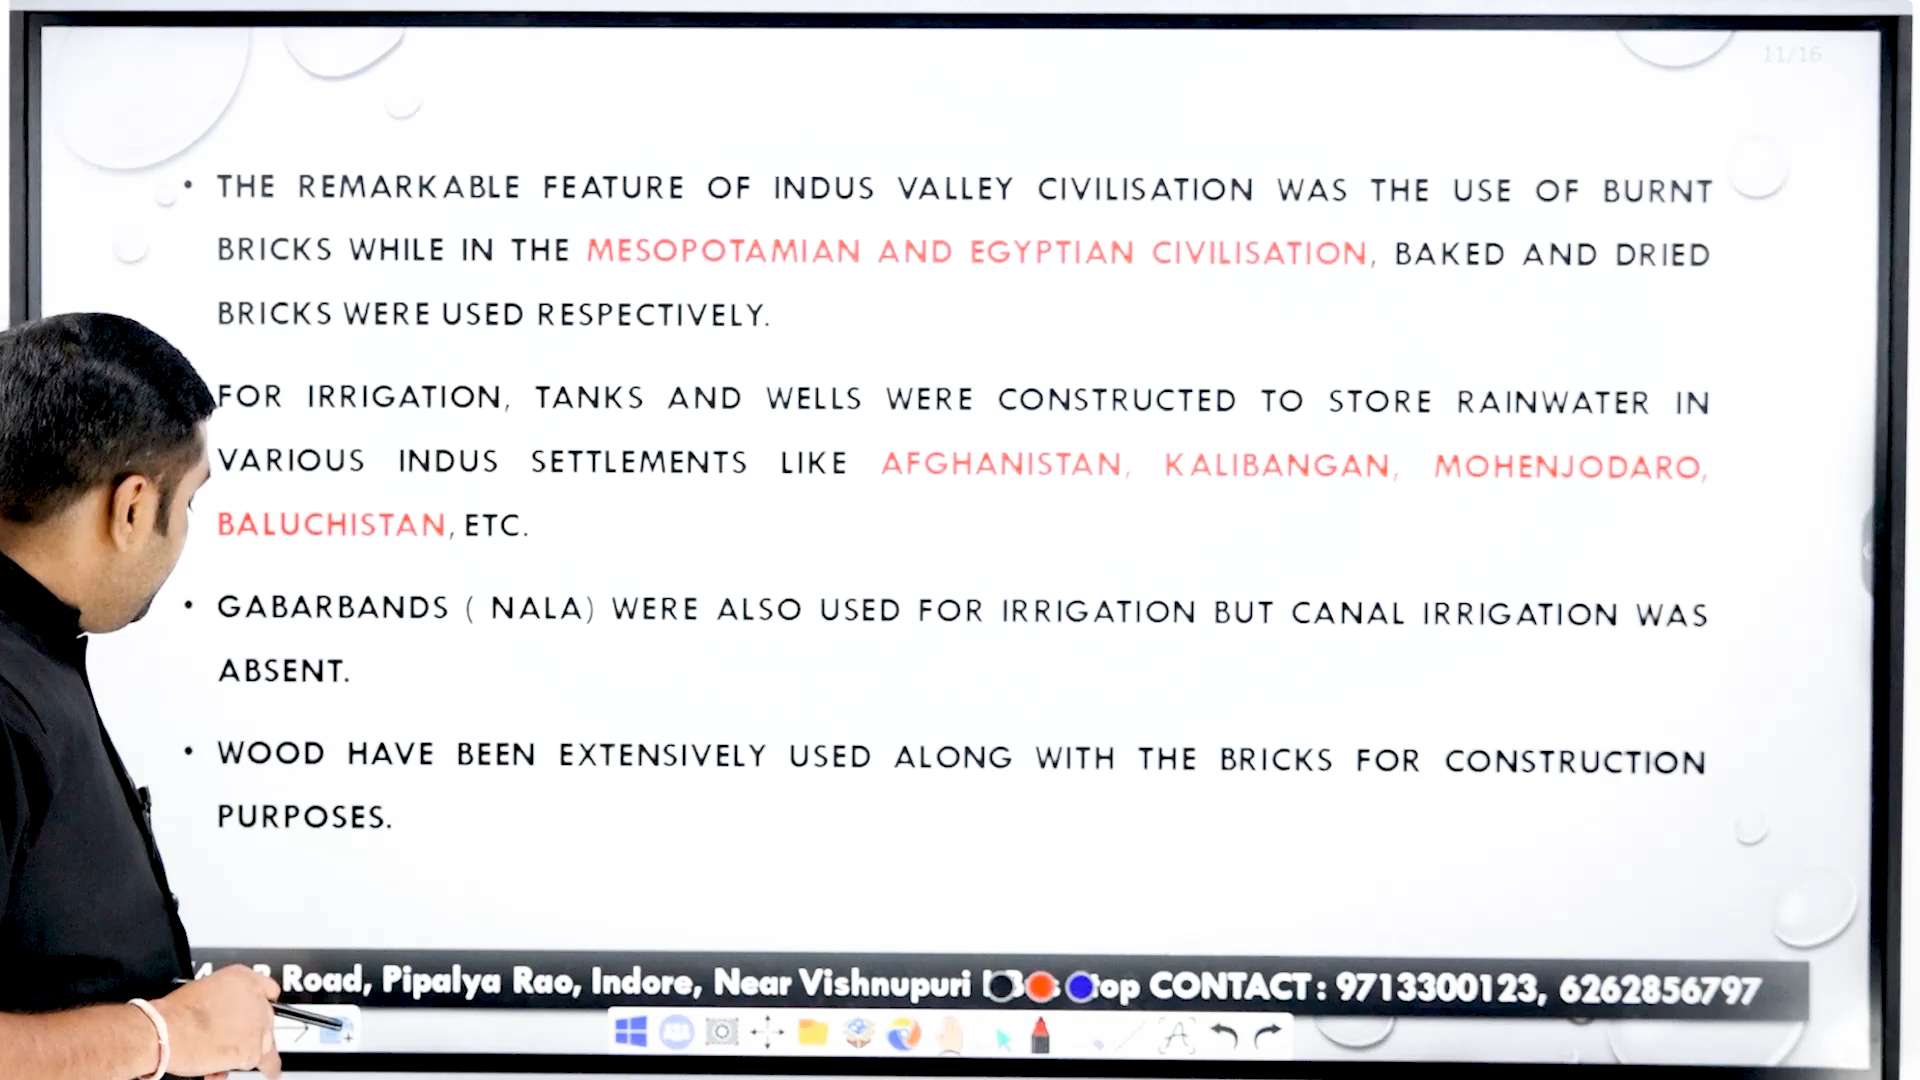 11/16
• THE REMARKABLE FEATURE OF INDUS VALLEY CIVILISATION WAS THE USE OF BURNT
BRICKS WHILE IN THE MESOPOTAMIAN AND EGYPTIAN CIVILISATION, BAKED AND DRIED
BRICKS WERE USED RESPECTIVELY.
FOR IRRIGATION, TANKS AND WELLS WERE CONSTRUCTED TO STORE RAINWATER IN
VARIOUS INDUS SETTLEMENTS LIKE AFGHANISTAN, KALIBANGAN, MOHENJODARO,
BALUCHISTAN, ETC.
• GABARBANDS ( NALA) WERE ALSO USED FOR IRRIGATION BUT CANAL IRRIGATION WAS
ABSENT.
• WOOD HAVE BEEN EXTENSIVELY USED ALONG WITH THE BRICKS FOR CONSTRUCTION
PURPOSES.
Road, Pipalya Rao, Indore, Near Vishnupuri CONTACT : 9713300123, 6262856797